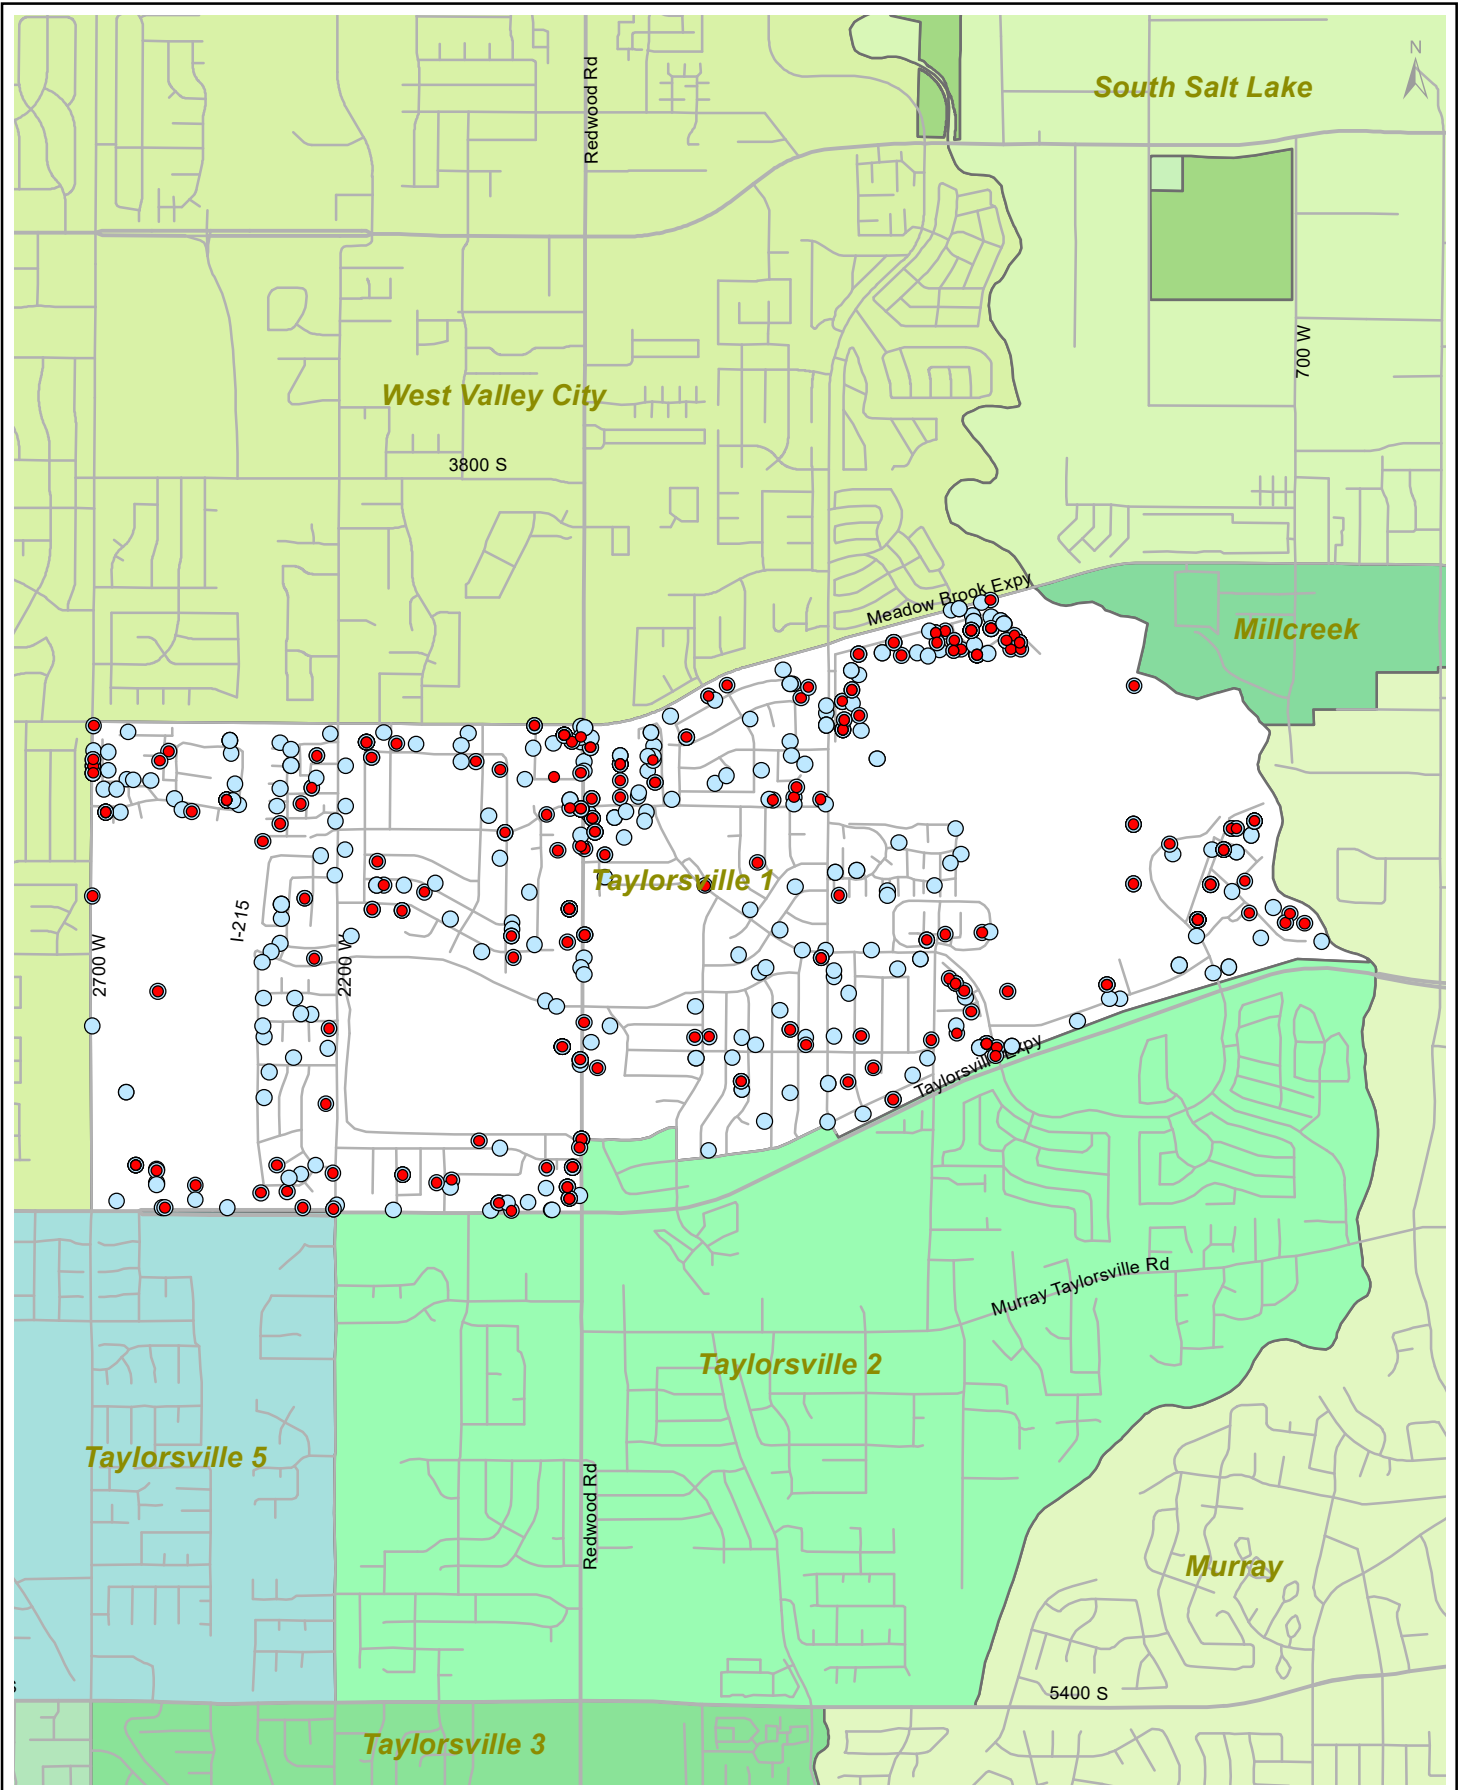 N
South Salt Lake
Redwood Rd
700 W
West Valley City
3800 S
Meadow Brook Expy
Millcreek
Taylorsville 1
I-215
2700 W
2200 W
Taylorsville Expy
Murray Taylorsville Rd
Taylorsville 2
Taylorsville 5
Redwood Rd
Murray
5400 S
Taylorsville 3